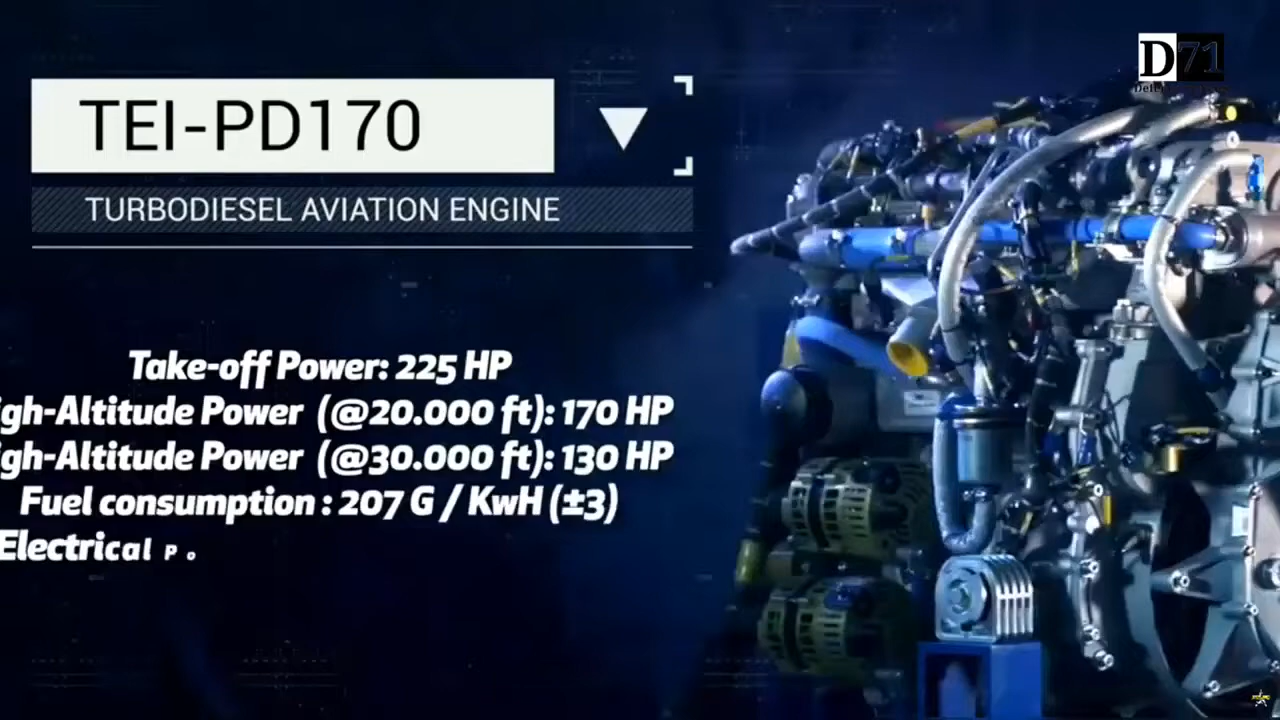 D71
TEI-PD170
TURBODIESEL AVIATION ENGINE
Take-off Power: 225 HP
igh-Altitude Power (@20.000 ft): 170 HP
igh-Altitude Power (@30.000 ft): 130 HP
Fuel consumption : 207 G / KwH (±3)
Electrical P o